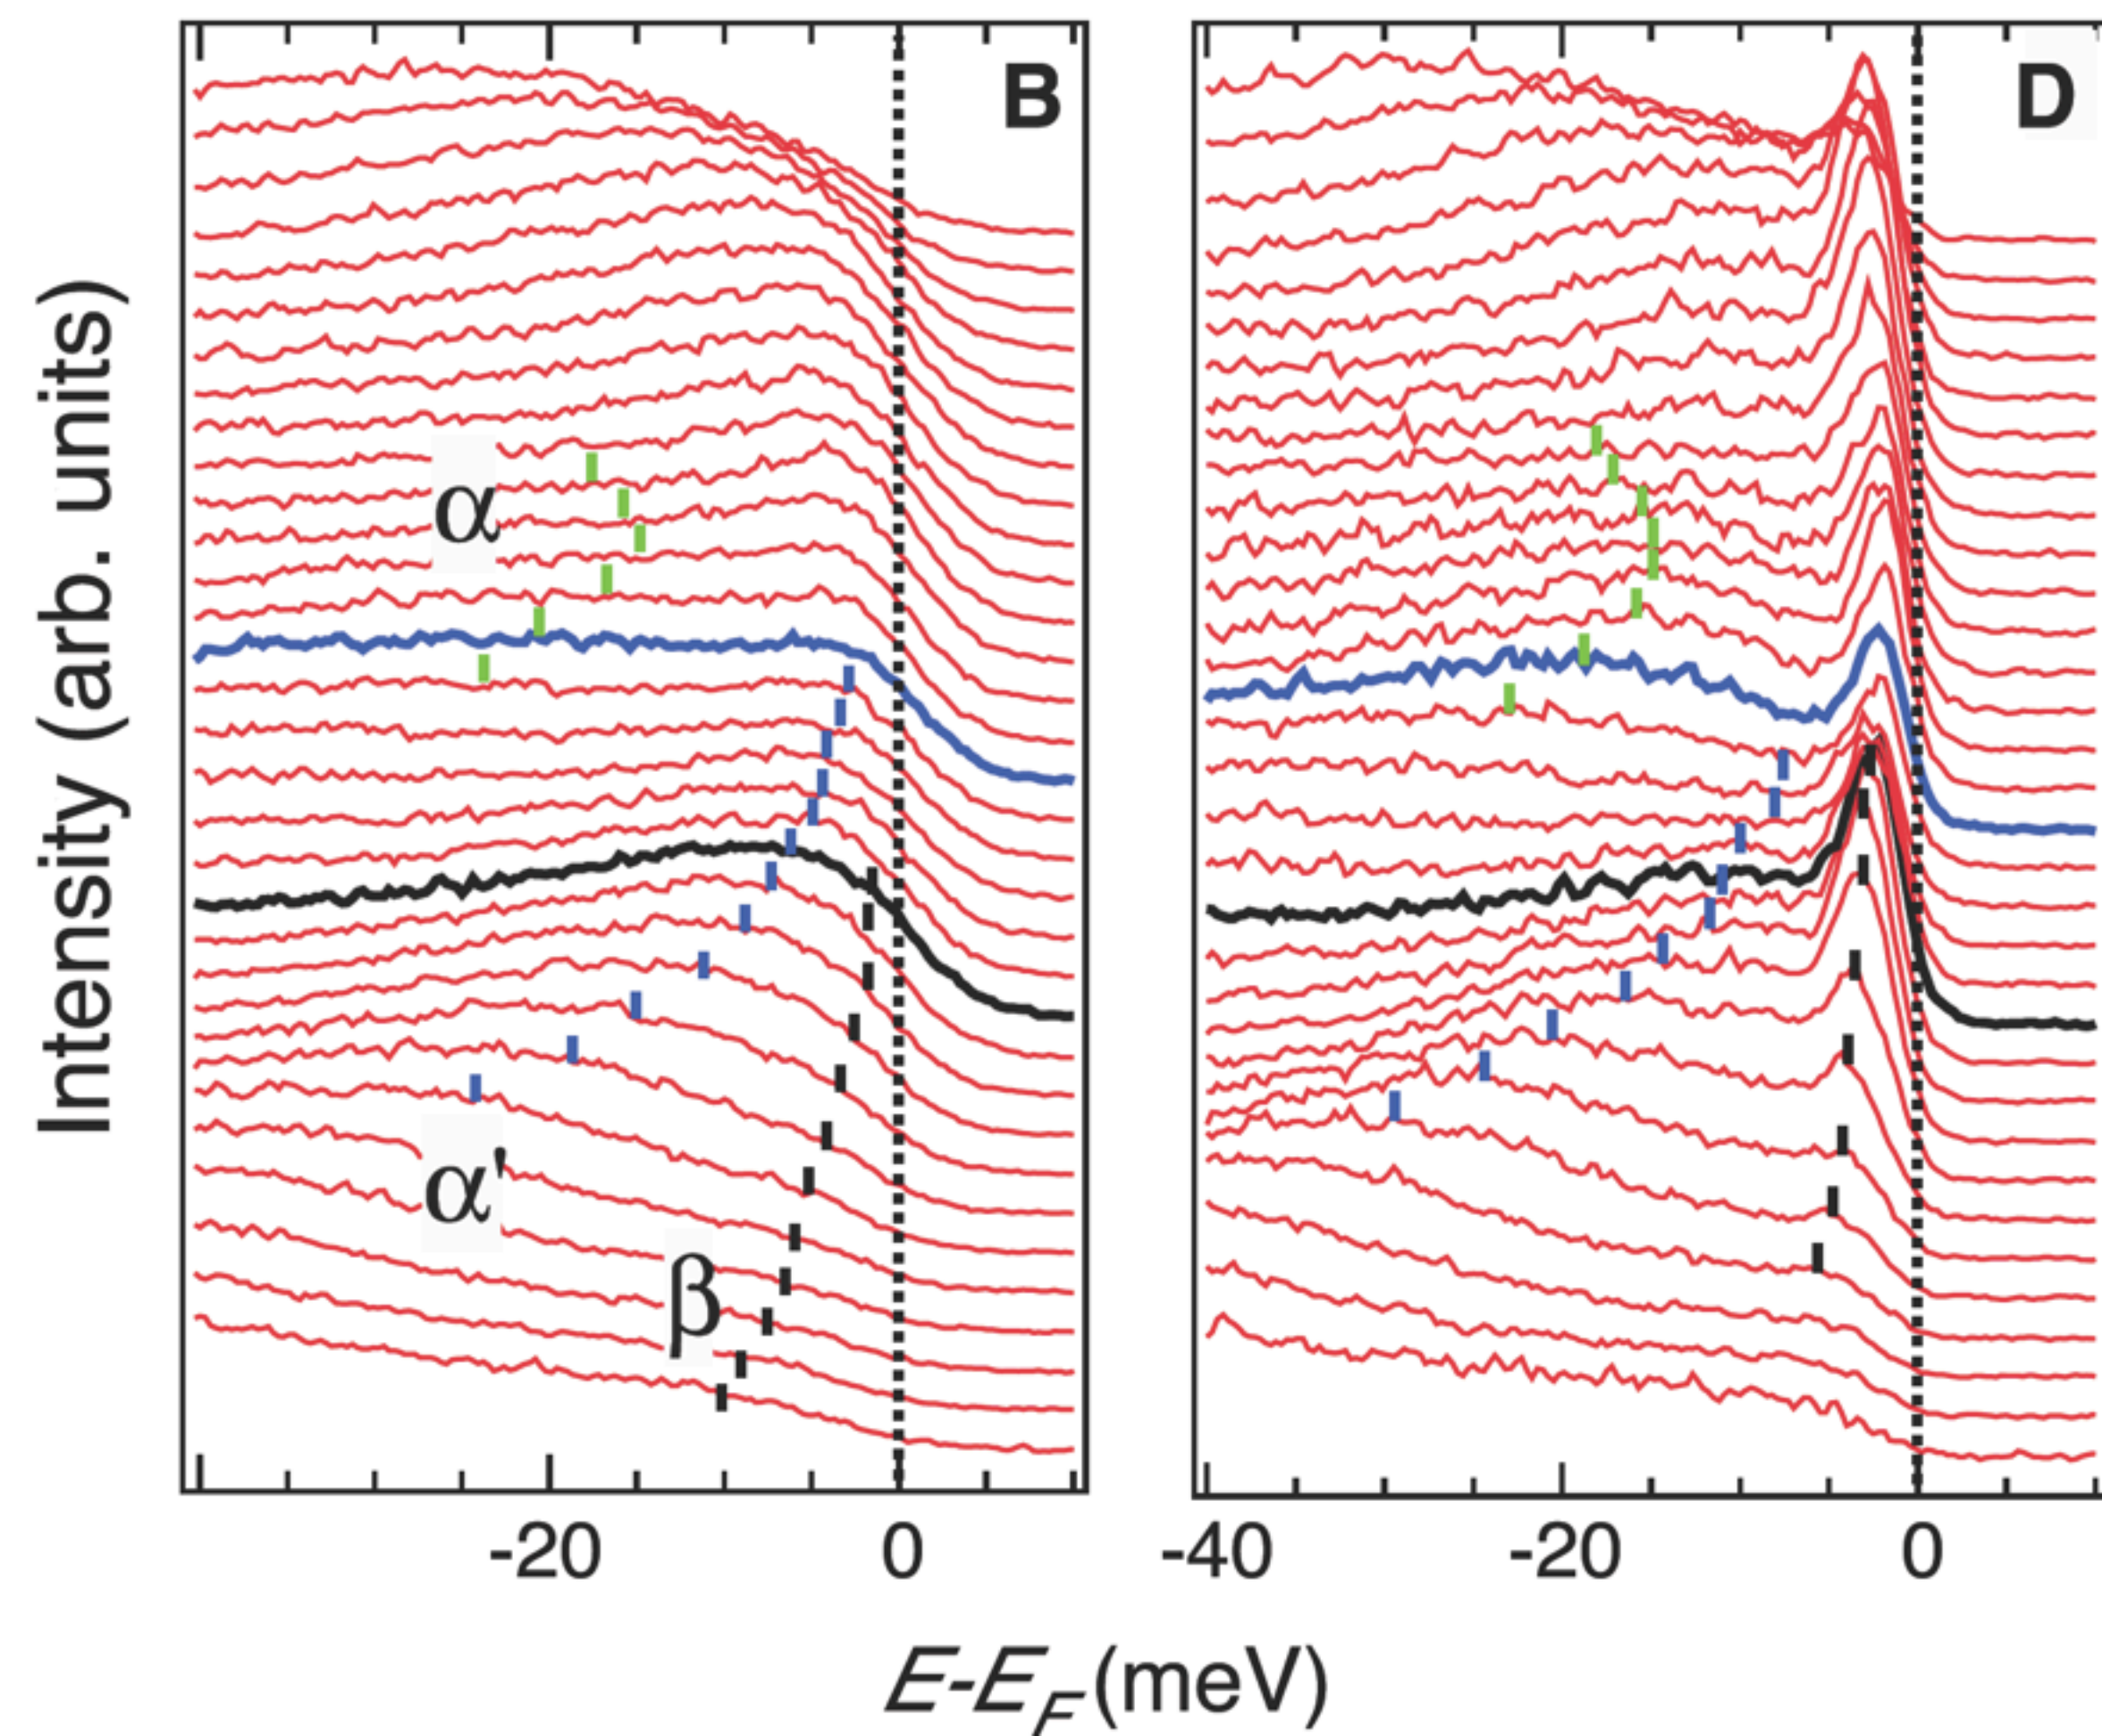 B
D
Intensity (arb. units)
α
α'
β
-20 0
-40 -20 0
E-E_F (meV)